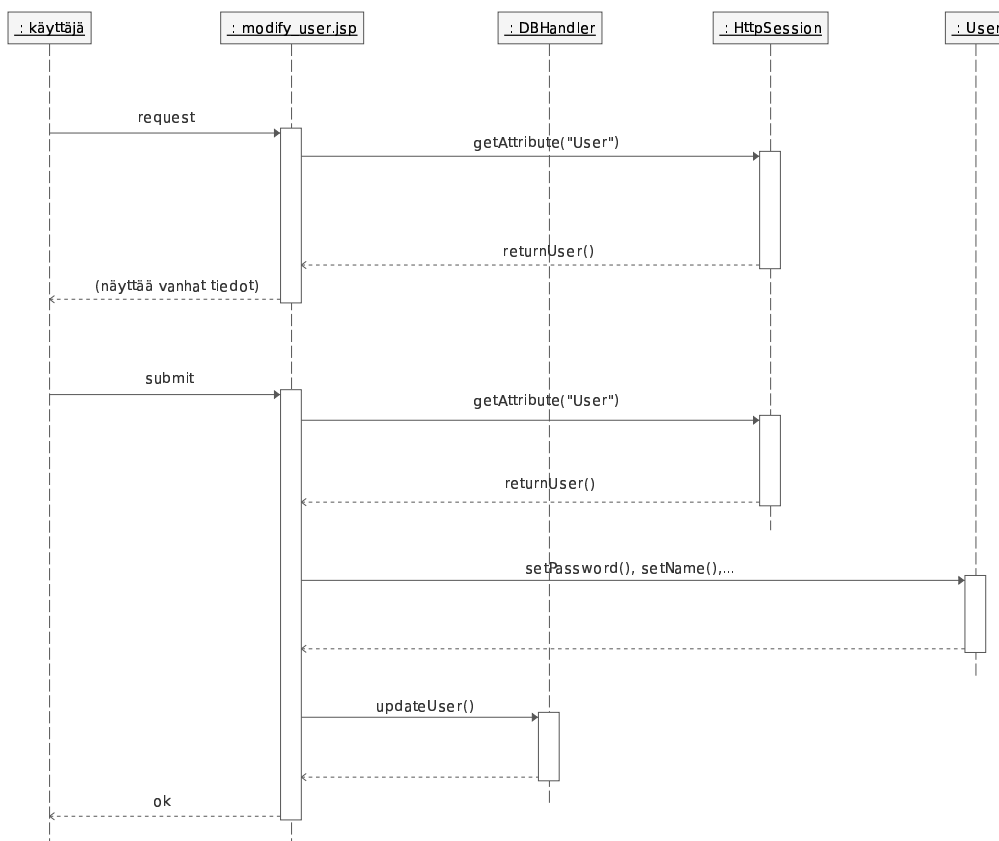 : käyttäjä
: modify_user.jsp
: DBHandler
: HttpSession
: User
request
getAttribute("User")
returnUser()
(näyttää vanhat tiedot)
submit
getAttribute("User")
returnUser()
setPassword(), setName(),...
updateUser()
ok